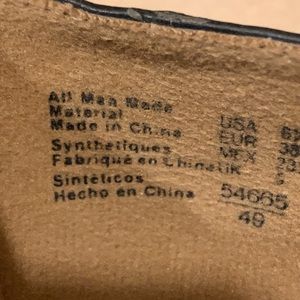 All Man Made
Material
Made in China
Synthetiques
Fabriqué en Chine
Sintéticos
Hecho en China
USA
EUR
MEX
UK
54665
49